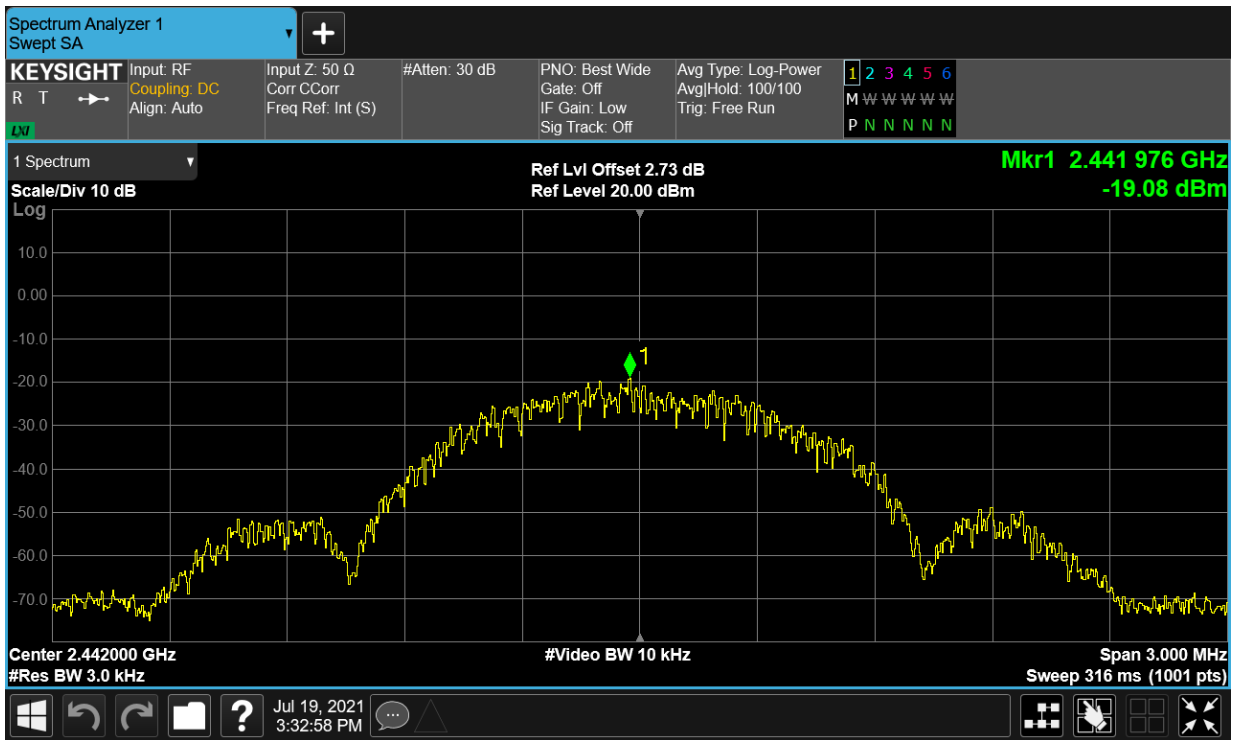 Spectrum Analyzer 1
Swept SA
KEYSIGHT
R T
LXI
Input: RF
Coupling: DC
Align: Auto
Input Z: 50 Ω
Corr CCorr
Freq Ref: Int (S)
#Atten: 30 dB
PNO: Best Wide
Gate: Off
IF Gain: Low
Sig Track: Off
Avg Type: Log-Power
Avg|Hold: 100/100
Trig: Free Run
1 2 3 4 5 6
M W W W W W
P N N N N N
1 Spectrum
Scale/Div 10 dB
Log
Ref Lvl Offset 2.73 dB
Ref Level 20.00 dBm
Mkr1 2.441 976 GHz
-19.08 dBm
10.0
0.00
-10.0
1
-20.0
-30.0
-40.0
-50.0
-60.0
-70.0
Center 2.442000 GHz
#Res BW 3.0 kHz
#Video BW 10 kHz
Span 3.000 MHz
Sweep 316 ms (1001 pts)
?
Jul 19, 2021
3:32:58 PM